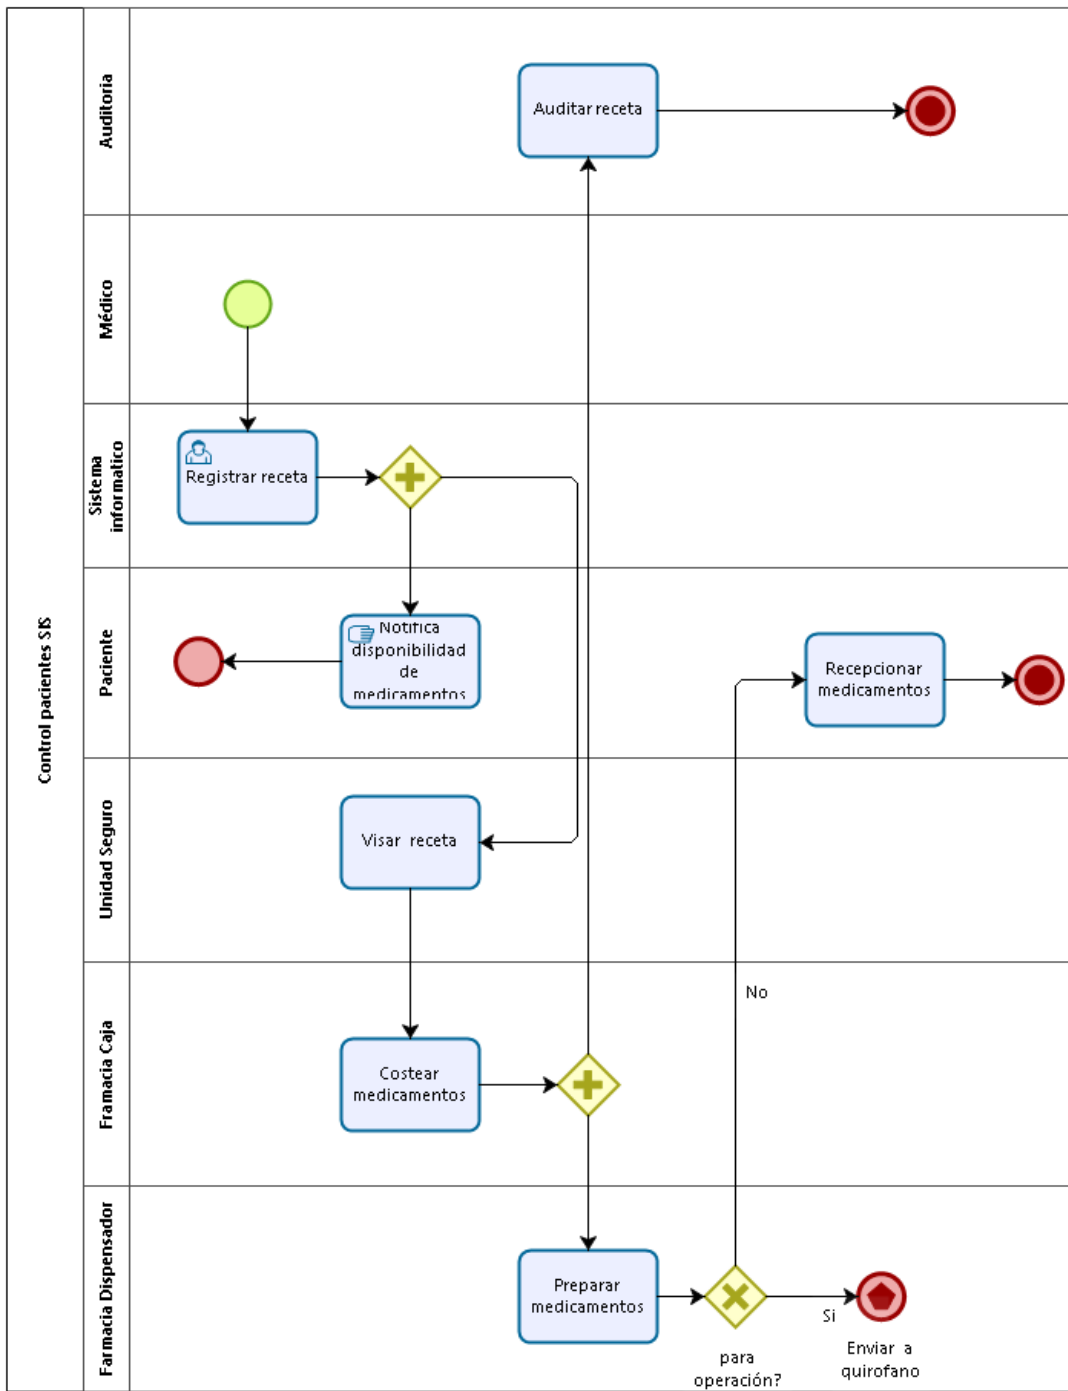 Control pacientes SIS
Auditoria
Auditar receta
Médico
Sistema
informatico
Registrar receta
Paciente
Notifica
disponibilidad
de
medicamentos
Recepcionar
medicamentos
Unidad Seguro
Visar receta
Framacia Caja
Costear
medicamentos
No
Farmacia Dispensador
Preparar
medicamentos
para
operación?
Si
Enviar a
quirofano